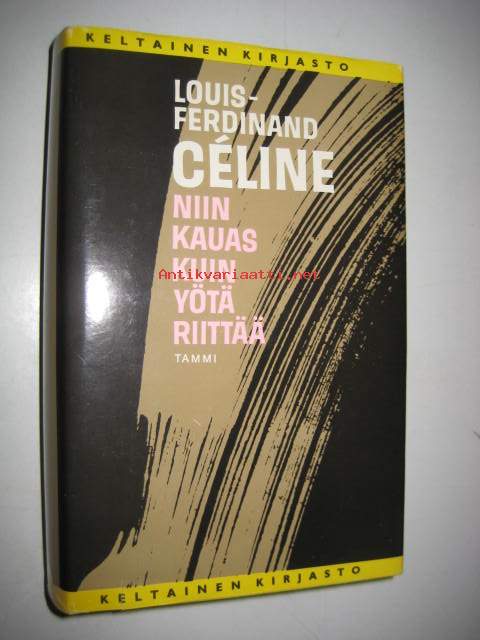 KELTAINEN KIRJASTO
LOUIS-
FERDINAND
CÉLINE
NIIN
KAUAS
KUIN
Antikvariaatti.net
YÖTÄ
RIITTÄÄ
TAMMI
KELTAINEN KIRJASTO